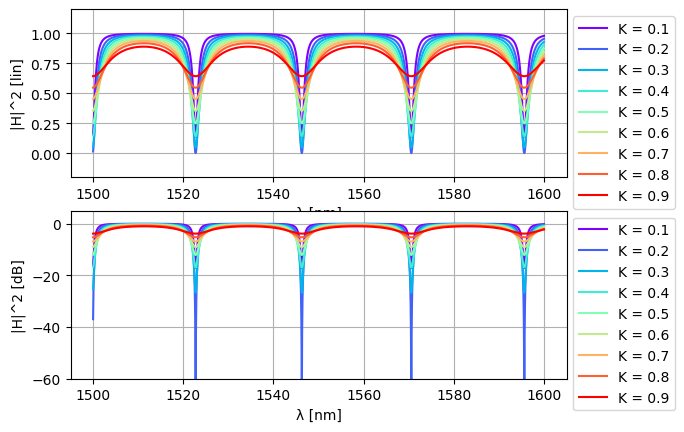 |H|^2 [lin]
1.00
0.75
0.50
0.25
0.00
1500 1520 1540 1560 1580 1600
λ [nm]
K = 0.1
K = 0.2
K = 0.3
K = 0.4
K = 0.5
K = 0.6
K = 0.7
K = 0.8
K = 0.9
|H|^2 [dB]
0
−20
−40
−60
1500 1520 1540 1560 1580 1600
λ [nm]
K = 0.1
K = 0.2
K = 0.3
K = 0.4
K = 0.5
K = 0.6
K = 0.7
K = 0.8
K = 0.9